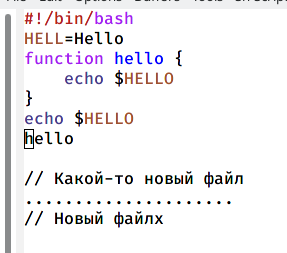 #!/bin/bash
HELL=Hello
function hello {
    echo $HELLO
}
echo $HELLO
hello
// Какой-то новый файл
.....................
// Новый файлх